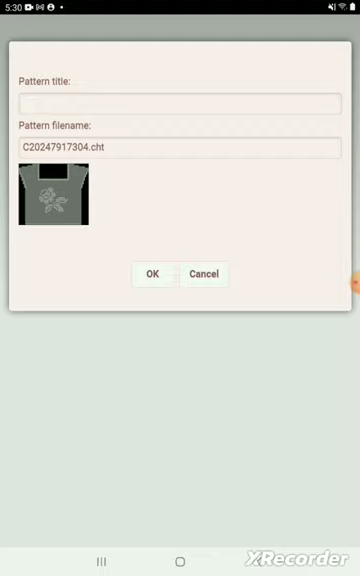 5:30
Pattern title:
Pattern filename:
C20247917304.cht
OK Cancel
XRecorder